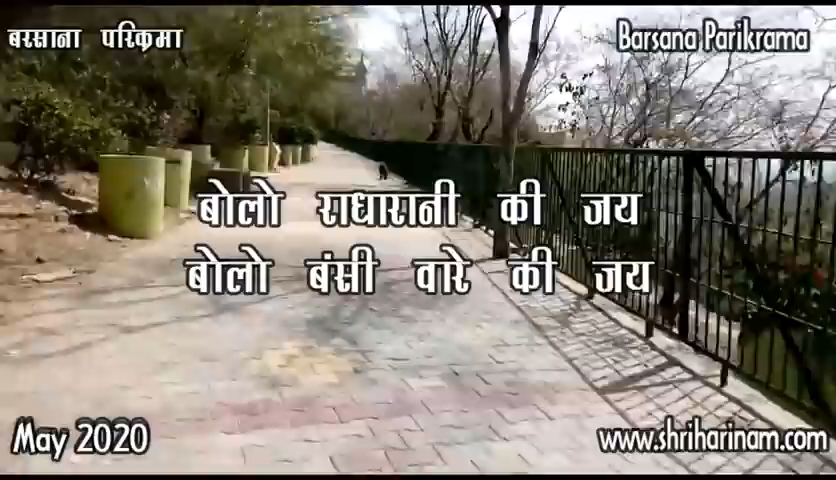 बरसाना परिक्रमा
Barsana Parikrama
बोलो राधारानी की जय
बोलो बंसी वारे की जय
May 2020
www.shriharinam.com